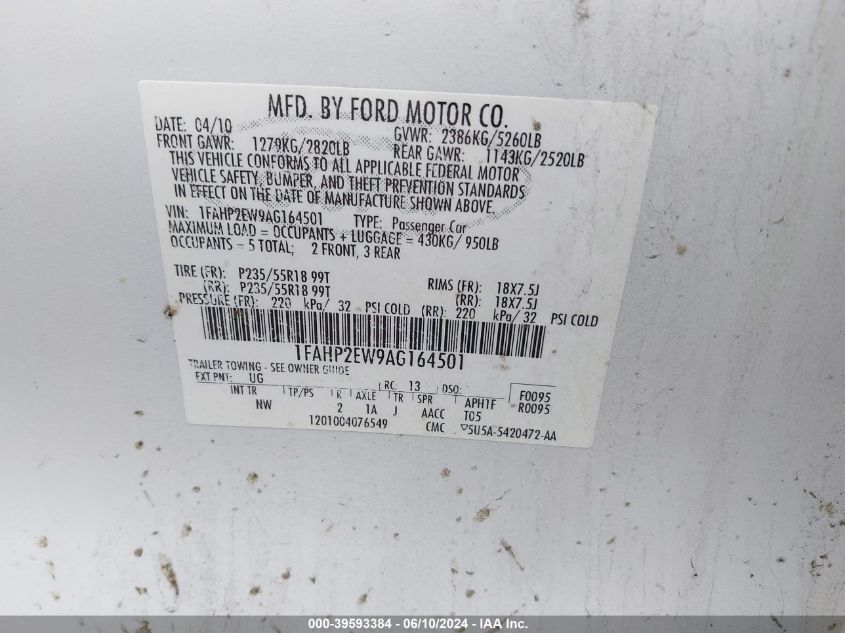 MFD. BY FORD MOTOR CO.
DATE: 04/10 GVWR: 2386KG/5260LB
FRONT GAWR: 1279KG/2820LB REAR GAWR: 1143KG/2520LB
THIS VEHICLE CONFORMS TO ALL APPLICABLE FEDERAL MOTOR
VEHICLE SAFETY, BUMPER, AND THEFT PREVENTION STANDARDS
IN EFFECT ON THE DATE OF MANUFACTURE SHOWN ABOVE.
VIN: 1FAHP2EW9AG164501 TYPE: Passenger Car
MAXIMUM LOAD = OCCUPANTS + LUGGAGE = 430KG/ 950LB
OCCUPANTS = 5 TOTAL; 2 FRONT, 3 REAR
TIRE (FR): P235/55R18 99T RIMS (FR): 18X7.5J
(RR): P235/55R18 99T (RR): 18X7.5J
PRESSURE (FR): 220 kPa/ 32 PSI COLD (RR): 220 kPa/ 32 PSI COLD
1FAHP2EW9AG164501
TRAILER TOWING - SEE OWNER GUIDE
EXT PNT: UG RC: 13 DSO: F0095
INT TR TP/PS R AXLE TR SPR APH1F R0095
NW 2 1A J AACC T05
1201004076549 CMC ▽5U5A-5420472-AA
000-39593384 - 06/10/2024 - IAA Inc.